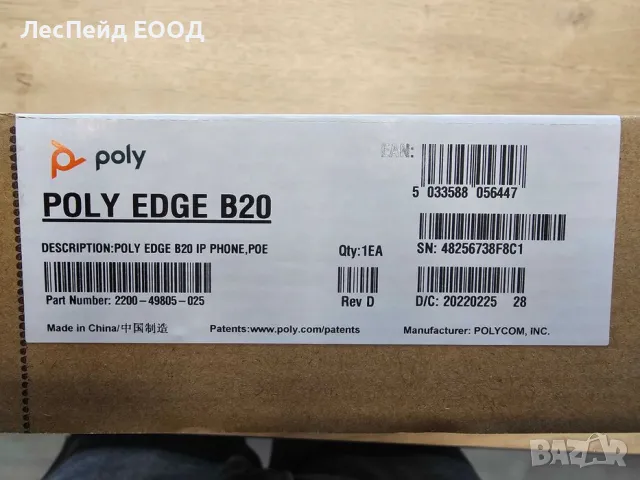 ЛесПейд ЕООД
poly
EAN:
5 033588 056447
POLY EDGE B20
SN: 48256738F8C1
DESCRIPTION:POLY EDGE B20 IP PHONE,POE
Qty:1EA
Part Number: 2200-49805-025
Rev D
D/C: 20220225 28
Made in China/中国制造
Patents:www.poly.com/patents
Manufacturer: POLYCOM, INC.
BAZAR